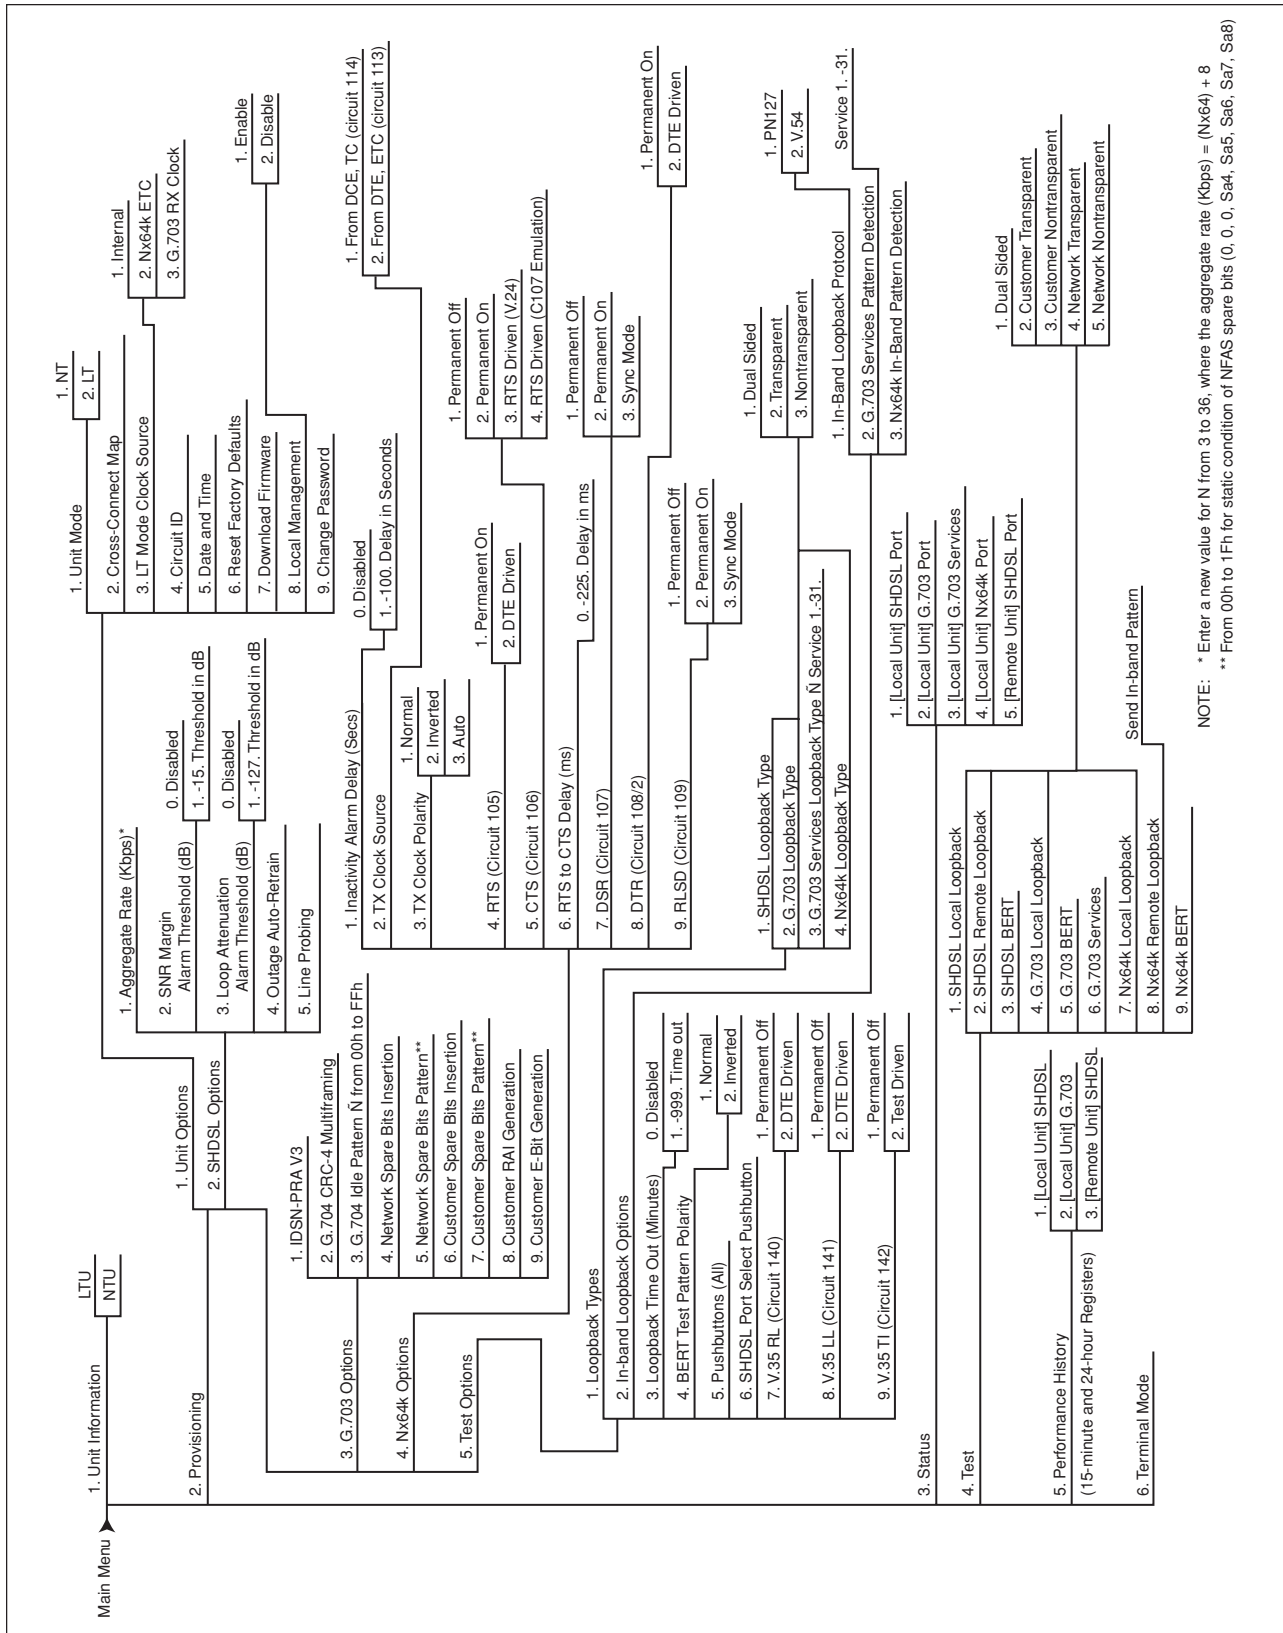 Main Menu
1. Unit Information
LTU
NTU
2. Provisioning
1. Unit Options
1. Unit Mode
1. NT
2. LT
2. Cross-Connect Map
3. LT Mode Clock Source
1. Internal
2. Nx64k ETC
3. G.703 RX Clock
4. Circuit ID
5. Date and Time
6. Reset Factory Defaults
7. Download Firmware
8. Local Management
1. Enable
2. Disable
9. Change Password
2. SHDSL Options
1. Aggregate Rate (Kbps)*
2. SNR Margin
Alarm Threshold (dB)
0. Disabled
1. -15. Threshold in dB
3. Loop Attenuation
Alarm Threshold (dB)
0. Disabled
1. -127. Threshold in dB
4. Outage Auto-Retrain
5. Line Probing
3. G.703 Options
1. IDSN-PRA V3
2. G.704 CRC-4 Multiframing
3. G.704 Idle Pattern Ñ from 00h to FFh
4. Network Spare Bits Insertion
5. Network Spare Bits Pattern**
6. Customer Spare Bits Insertion
7. Customer Spare Bits Pattern**
8. Customer RAI Generation
9. Customer E-Bit Generation
4. Nx64k Options
1. Inactivity Alarm Delay (Secs)
0. Disabled
1. -100. Delay in Seconds
2. TX Clock Source
1. From DCE, TC (circuit 114)
2. From DTE, ETC (circuit 113)
3. TX Clock Polarity
1. Normal
2. Inverted
3. Auto
4. RTS (Circuit 105)
1. Permanent On
2. DTE Driven
5. CTS (Circuit 106)
1. Permanent Off
2. Permanent On
3. RTS Driven (V.24)
4. RTS Driven (C107 Emulation)
6. RTS to CTS Delay (ms)
0. -225. Delay in ms
7. DSR (Circuit 107)
1. Permanent Off
2. Permanent On
3. Sync Mode
8. DTR (Circuit 108/2)
1. Permanent On
2. DTE Driven
9. RLSD (Circuit 109)
1. Permanent Off
2. Permanent On
3. Sync Mode
5. Test Options
1. Loopback Types
1. SHDSL Loopback Type
2. G.703 Loopback Type
3. G.703 Services Loopback Type Ñ Service 1.-31.
4. Nx64k Loopback Type
1. Dual Sided
2. Transparent
3. Nontransparent
2. In-band Loopback Options
1. In-Band Loopback Protocol
1. PN127
2. V.54
2. G.703 Services Pattern Detection
Service 1. -31.
3. Nx64k In-Band Pattern Detection
3. Loopback Time Out (Minutes)
0. Disabled
1. -999. Time out
4. BERT Test Pattern Polarity
1. Normal
2. Inverted
5. Pushbuttons (All)
6. SHDSL Port Select Pushbutton
7. V.35 RL (Circuit 140)
1. Permanent Off
2. DTE Driven
8. V.35 LL (Circuit 141)
1. Permanent Off
2. DTE Driven
9. V.35 TI (Circuit 142)
1. Permanent Off
2. Test Driven
3. Status
1. [Local Unit] SHDSL Port
2. [Local Unit] G.703 Port
3. [Local Unit] G.703 Services
4. [Local Unit] Nx64k Port
5. [Remote Unit] SHDSL Port
4. Test
1. SHDSL Local Loopback
2. SHDSL Remote Loopback
3. SHDSL BERT
4. G.703 Local Loopback
5. G.703 BERT
6. G.703 Services
7. Nx64k Local Loopback
8. Nx64k Remote Loopback
9. Nx64k BERT
1. Dual Sided
2. Customer Transparent
3. Customer Nontransparent
4. Network Transparent
5. Network Nontransparent
Send In-band Pattern
5. Performance History
(15-minute and 24-hour Registers)
1. [Local Unit] SHDSL
2. [Local Unit] G.703
3. [Remote Unit] SHDSL
6. Terminal Mode
NOTE: * Enter a new value for N from 3 to 36, where the aggregate rate (Kbps) = (Nx64) + 8
** From 00h to 1Fh for static condition of NFAS spare bits (0, 0, 0, Sa4, Sa5, Sa6, Sa7, Sa8)